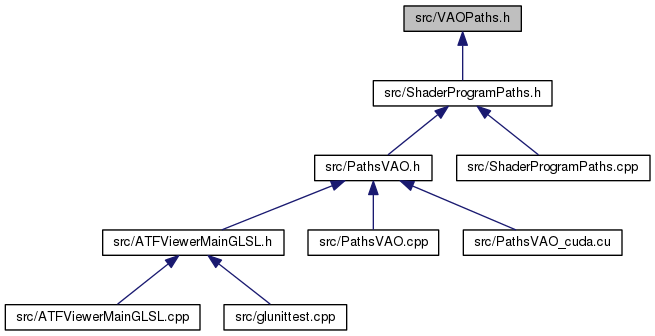 src/VAOPaths.h
src/ShaderProgramPaths.h
src/PathsVAO.h
src/ShaderProgramPaths.cpp
src/ATFViewerMainGLSL.h
src/PathsVAO.cpp
src/PathsVAO_cuda.cu
src/ATFViewerMainGLSL.cpp
src/glunittest.cpp